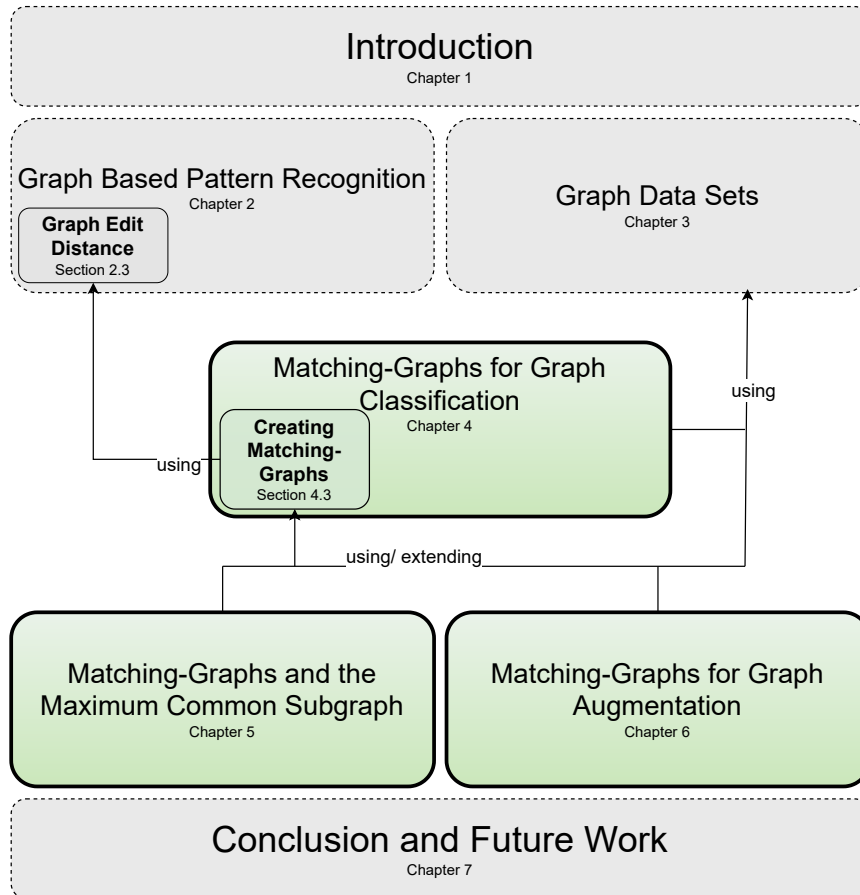 Introduction
Chapter 1
Graph Based Pattern Recognition
Chapter 2
Graph Edit
Distance
Section 2.3
Graph Data Sets
Chapter 3
Matching-Graphs for Graph
Classification
Chapter 4
Creating
Matching-
Graphs
Section 4.3
using
using
using/ extending
Matching-Graphs and the
Maximum Common Subgraph
Chapter 5
Matching-Graphs for Graph
Augmentation
Chapter 6
Conclusion and Future Work
Chapter 7